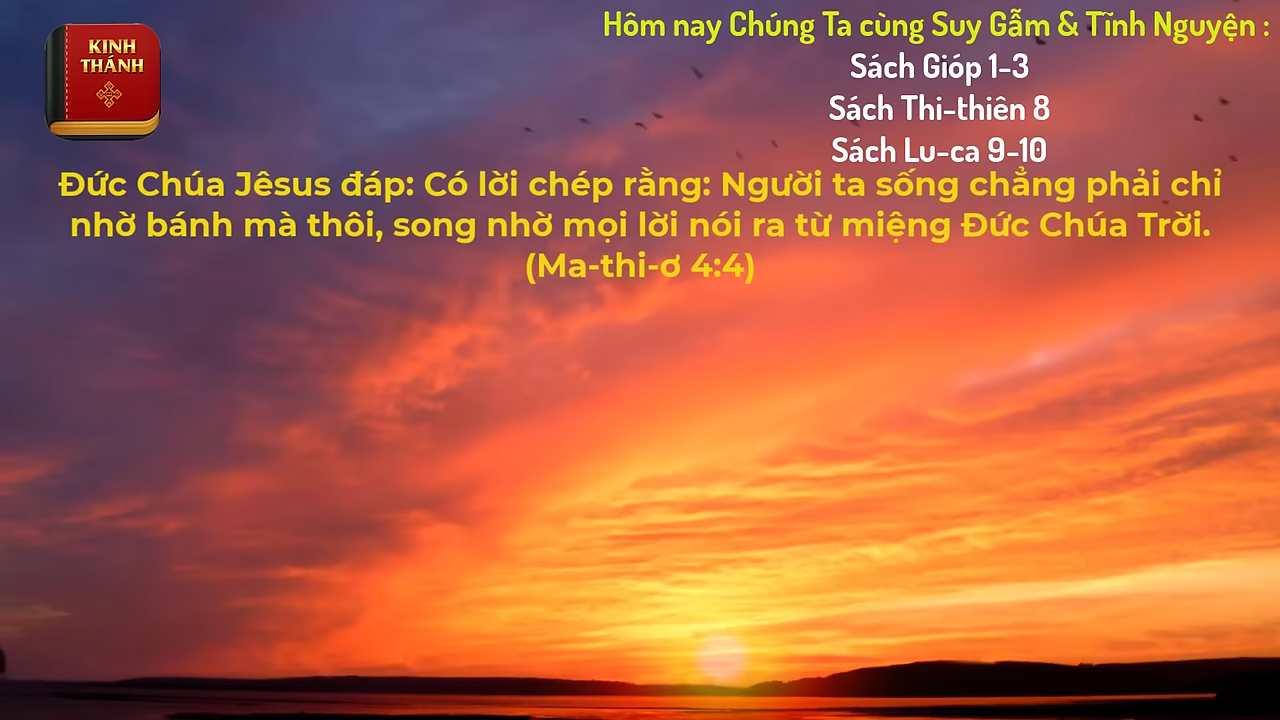 KINH
THÁNH
Hôm nay Chúng Ta cùng Suy Gẫm & Tĩnh Nguyện :
Sách Gióp 1-3
Sách Thi-thiên 8
Sách Lu-ca 9-10
Đức Chúa Jêsus đáp: Có lời chép rằng: Người ta sống chẳng phải chỉ
nhờ bánh mà thôi, song nhờ mọi lời nói ra từ miệng Đức Chúa Trời.
(Ma-thi-ơ 4:4)